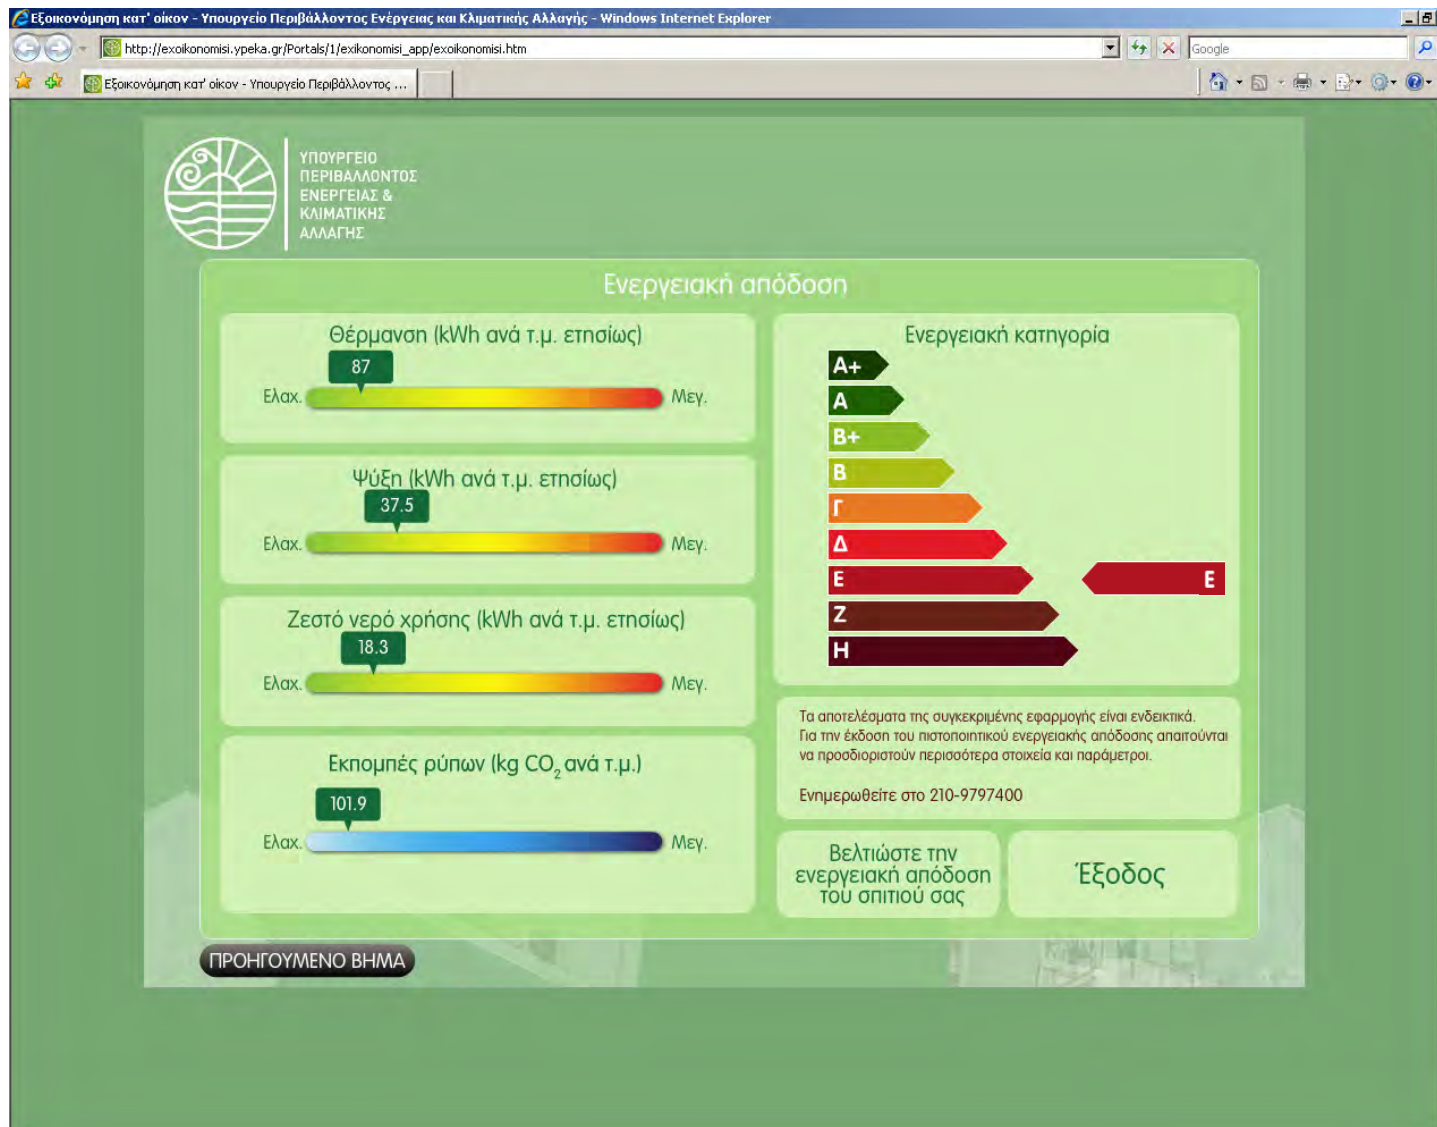 Εξοικονόμηση κατ' οίκον - Υπουργείο Περιβάλλοντος Ενέργειας και Κλιματικής Αλλαγής - Windows Internet Explorer
http://exoikonomisi.ypeka.gr/Portals/1/exikonomisi_app/exoikonomisi.htm
Google
Εξοικονόμηση κατ' οίκον - Υπουργείο Περιβάλλοντος ...
ΥΠΟΥΡΓΕΙΟ
ΠΕΡΙΒΑΛΛΟΝΤΟΣ
ΕΝΕΡΓΕΙΑΣ &
ΚΛΙΜΑΤΙΚΗΣ
ΑΛΛΑΓΗΣ
Ενεργειακή απόδοση
Θέρμανση (kWh ανά τ.μ. ετησίως)
87
Ελαχ.
Μεγ.
Ψύξη (kWh ανά τ.μ. ετησίως)
37.5
Ελαχ.
Μεγ.
Ζεστό νερό χρήσης (kWh ανά τ.μ. ετησίως)
18.3
Ελαχ.
Μεγ.
Εκπομπές ρύπων (kg CO2 ανά τ.μ.)
101.9
Ελαχ.
Μεγ.
Ενεργειακή κατηγορία
Α+
Α
Β+
Β
Γ
Δ
Ε
Ε
Ζ
Η
Τα αποτελέσματα της συγκεκριμένης εφαρμογής είναι ενδεικτικά.
Για την έκδοση του πιστοποιητικού ενεργειακής απόδοσης απαιτούνται
να προσδιοριστούν περισσότερα στοιχεία και παράμετροι.
Ενημερωθείτε στο 210-9797400
Βελτιώστε την
ενεργειακή απόδοση
του σπιτιού σας
Έξοδος
ΠΡΟΗΓΟΥΜΕΝΟ ΒΗΜΑ